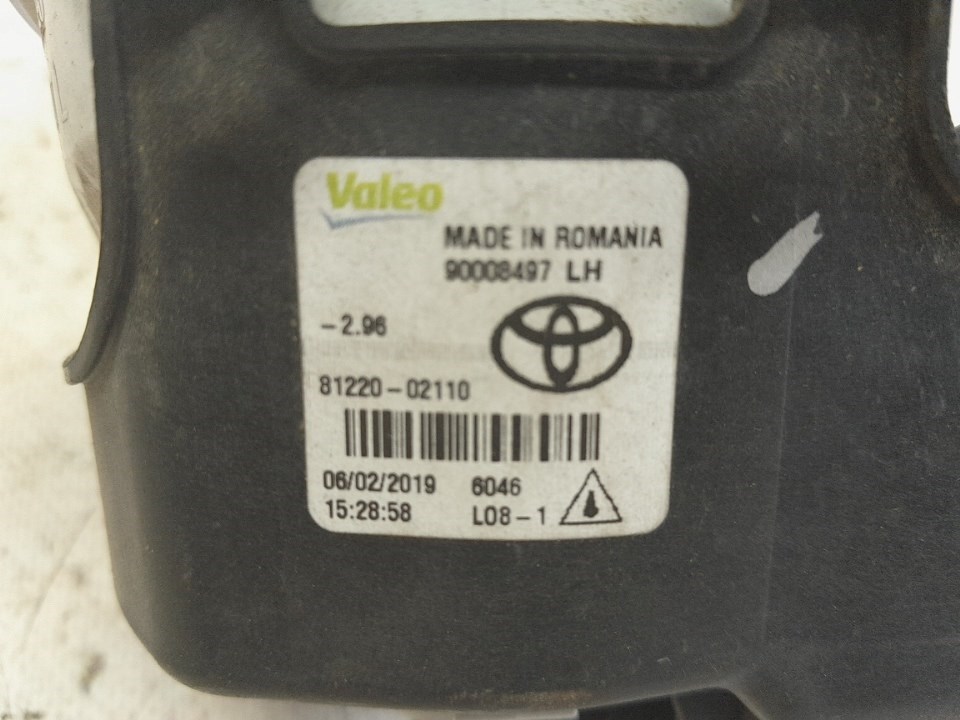 Valeo
MADE IN ROMANIA
90008497 LH
-2.96
81220-02110
06/02/2019 6046
15:28:58 L08-1